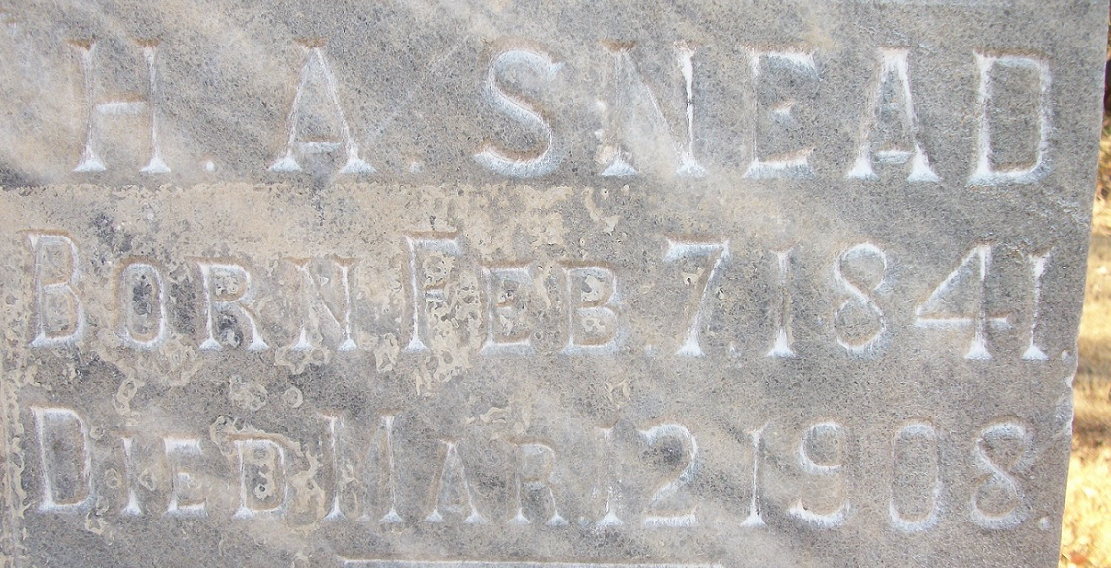 H. A. SNEAD
BORN FEB. 7. 1841.
DIED MAR. 12 1908.